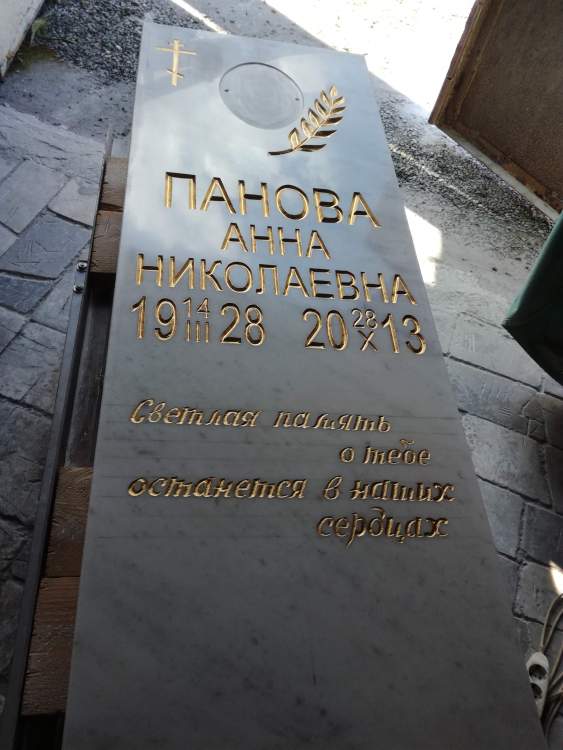 ПАНОВА
АННА
НИКОЛАЕВНА
19 14 III 28 20 28 X 13
Светлая память
о тебе
останется в наших
сердцах